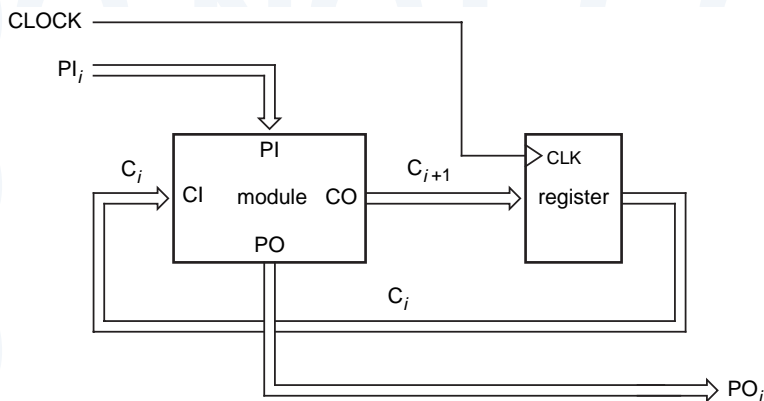 CLOCK
PIi
PI
CLK
Ci
Ci+1
CI
module
CO
register
PO
Ci
POi